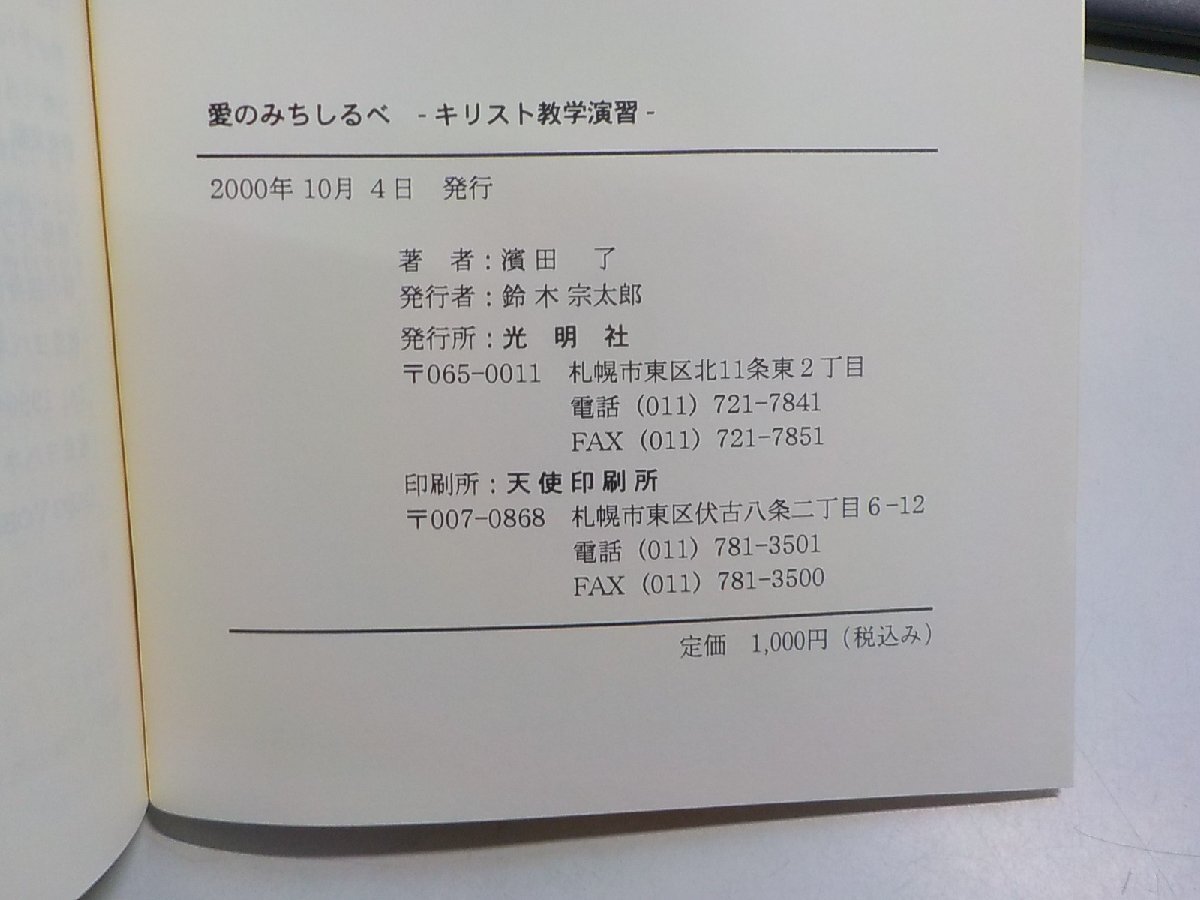 愛のみちしるべ　- キリスト教学演習 -
2000年 10月 4日　発行
著　者：濱田　了
発行者：鈴木 宗太郎
発行所：光　明　社
〒065-0011　札幌市東区北11条東2丁目
電話（011）721-7841
FAX（011）721-7851
印刷所：天使印刷所
〒007-0868　札幌市東区伏古八条二丁目6-12
電話（011）781-3501
FAX（011）781-3500
定価　1,000円（税込み）